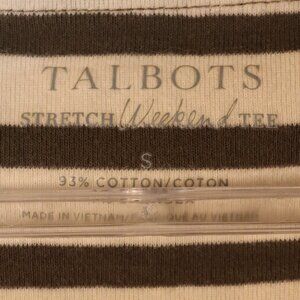 TALBOTS
STRETCH Weekend TEE
S
93% COTTON/COTON
MADE IN VIETNAM/